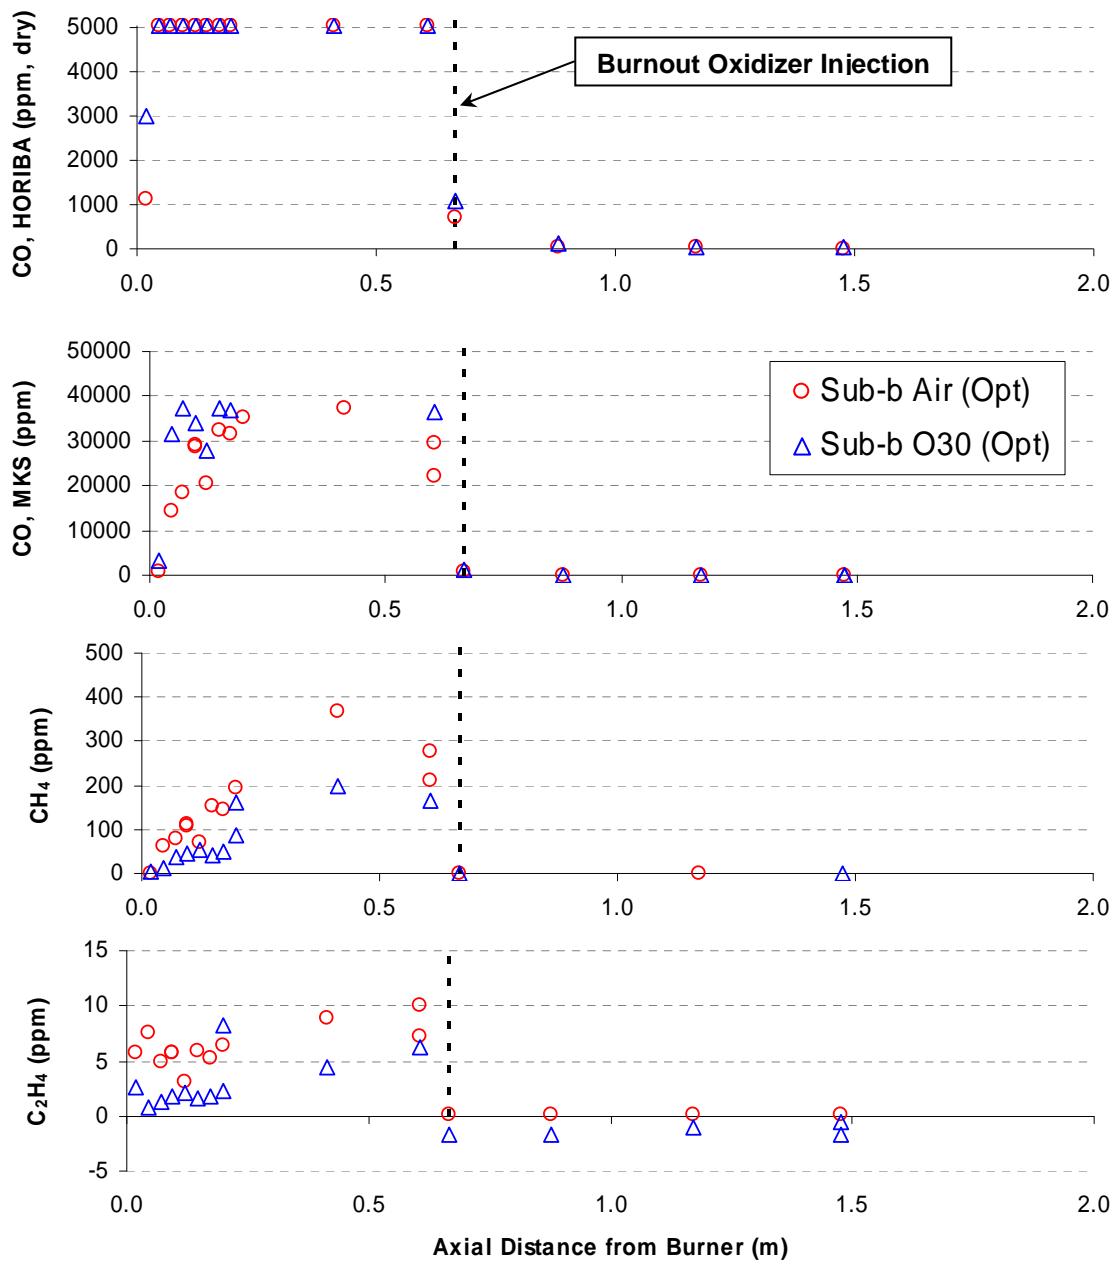 5000
4000
3000
2000
1000
0
CO, HORIBA (ppm, dry)
Burnout Oxidizer Injection
0.0 0.5 1.0 1.5 2.0
50000
40000
30000
20000
10000
0
CO, MKS (ppm)
Sub-b Air (Opt)
Sub-b O30 (Opt)
0.0 0.5 1.0 1.5 2.0
500
400
300
200
100
0
CH₄ (ppm)
0.0 0.5 1.0 1.5 2.0
15
10
5
0
-5
C₂H₄ (ppm)
0.0 0.5 1.0 1.5 2.0
Axial Distance from Burner (m)